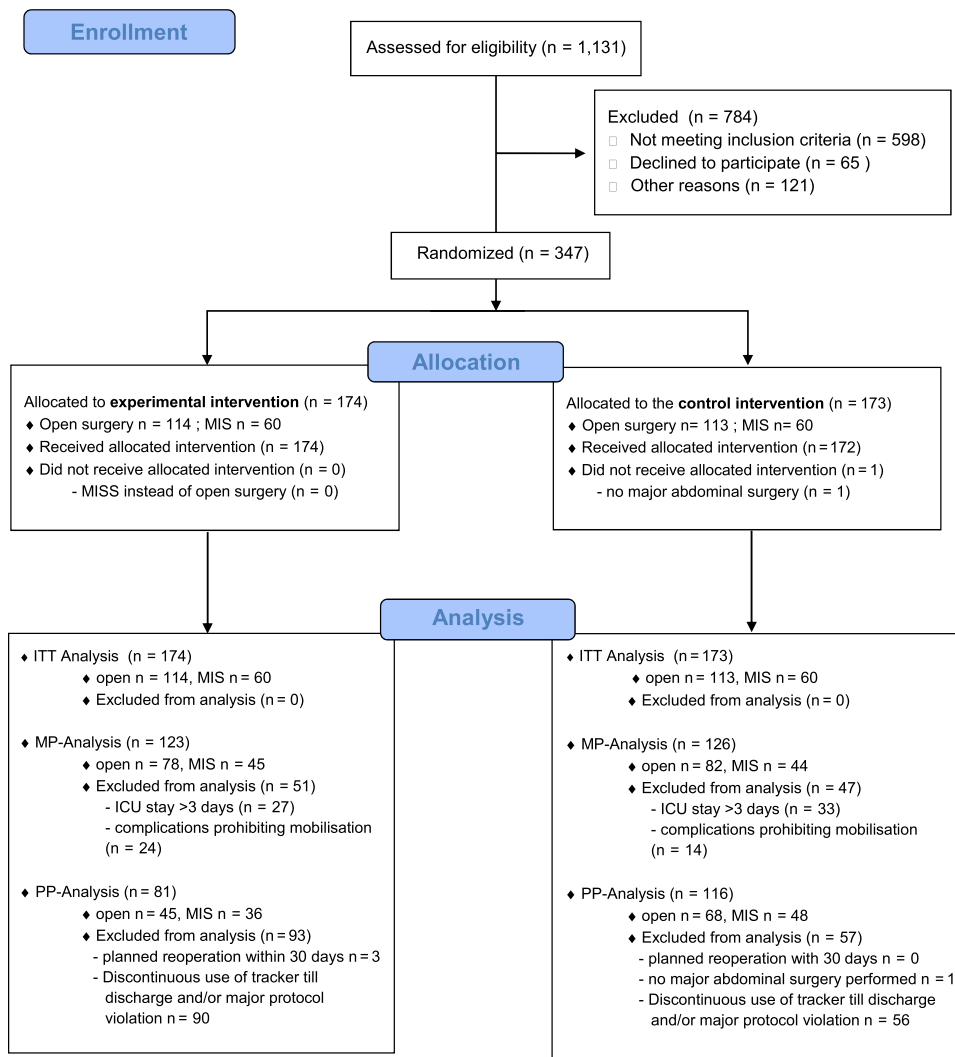 Enrollment
Assessed for eligibility (n = 1,131)
Excluded (n = 784)
Not meeting inclusion criteria (n = 598)
Declined to participate (n = 65 )
Other reasons (n = 121)
Randomized (n = 347)
Allocation
Allocated to experimental intervention (n = 174)
♦ Open surgery n = 114 ; MIS n = 60
♦ Received allocated intervention (n = 174)
♦ Did not receive allocated intervention (n = 0)
- MISS instead of open surgery (n = 0)
Allocated to the control intervention (n = 173)
♦ Open surgery n= 113 ; MIS n= 60
♦ Received allocated intervention (n = 172)
♦ Did not receive allocated intervention (n = 1)
- no major abdominal surgery (n = 1)
Analysis
♦ ITT Analysis (n = 174)
♦ open n = 114, MIS n = 60
♦ Excluded from analysis (n = 0)
♦ MP-Analysis (n = 123)
♦ open n = 78, MIS n = 45
♦ Excluded from analysis (n = 51)
- ICU stay >3 days (n = 27)
- complications prohibiting mobilisation
(n = 24)
♦ PP-Analysis (n = 81)
♦ open n = 45, MIS n = 36
♦ Excluded from analysis (n = 93)
- planned reoperation within 30 days n = 3
- Discontinuous use of tracker till
discharge and/or major protocol
violation n = 90
♦ ITT Analysis (n = 173)
♦ open n = 113, MIS n = 60
♦ Excluded from analysis (n = 0)
♦ MP-Analysis (n = 126)
♦ open n = 82, MIS n = 44
♦ Excluded from analysis (n = 47)
- ICU stay >3 days (n = 33)
- complications prohibiting mobilisation
(n = 14)
♦ PP-Analysis (n = 116)
♦ open n = 68, MIS n = 48
♦ Excluded from analysis (n = 57)
- planned reoperation with 30 days n = 0
- no major abdominal surgery performed n = 1
- Discontinuous use of tracker till discharge
and/or major protocol violation n = 56